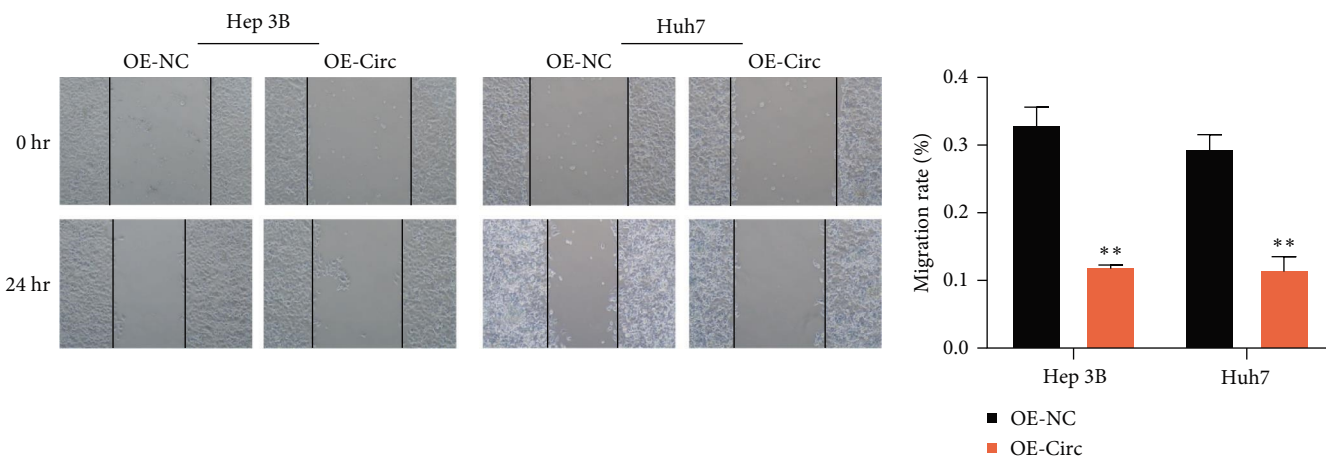 Hep 3B
Huh7
OE-NC
OE-Circ
OE-NC
OE-Circ
0 hr
24 hr
Migration rate (%)
0.4
0.3
0.2
0.1
0.0
**
**
Hep 3B
Huh7
OE-NC
OE-Circ